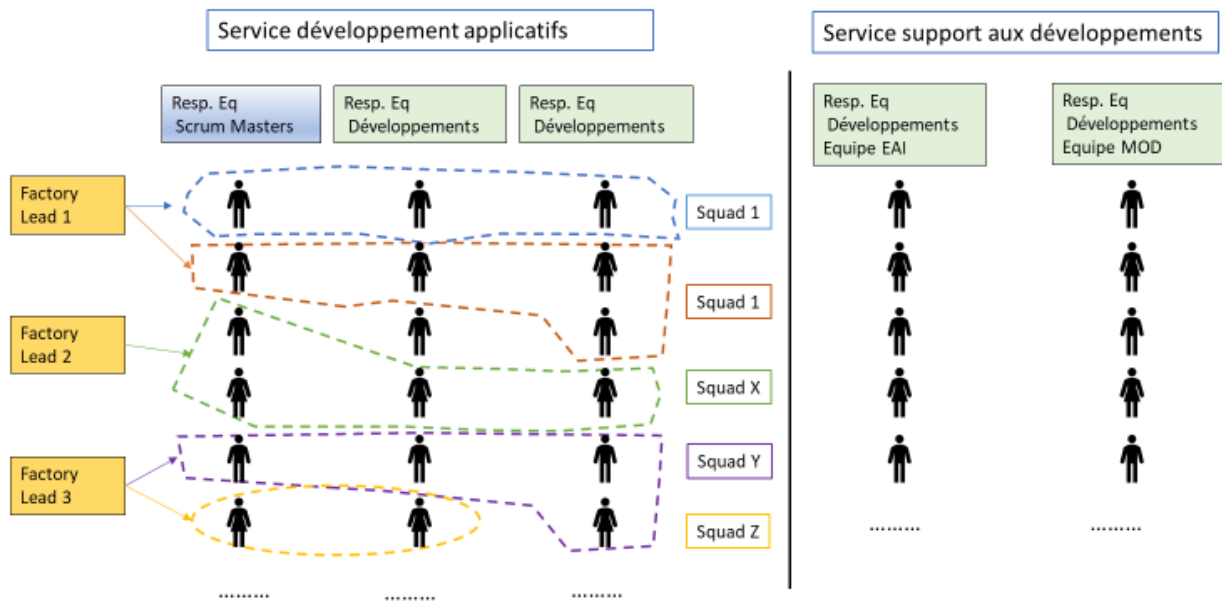 Service développement applicatifs
Service support aux développements
Resp. Eq
Scrum Masters
Resp. Eq
Développements
Resp. Eq
Développements
Resp. Eq
Développements
Equipe EAI
Resp. Eq
Développements
Equipe MOD
Factory
Lead 1
Squad 1
Squad 1
Factory
Lead 2
Squad X
Factory
Lead 3
Squad Y
Squad Z
………
………
………
………
………